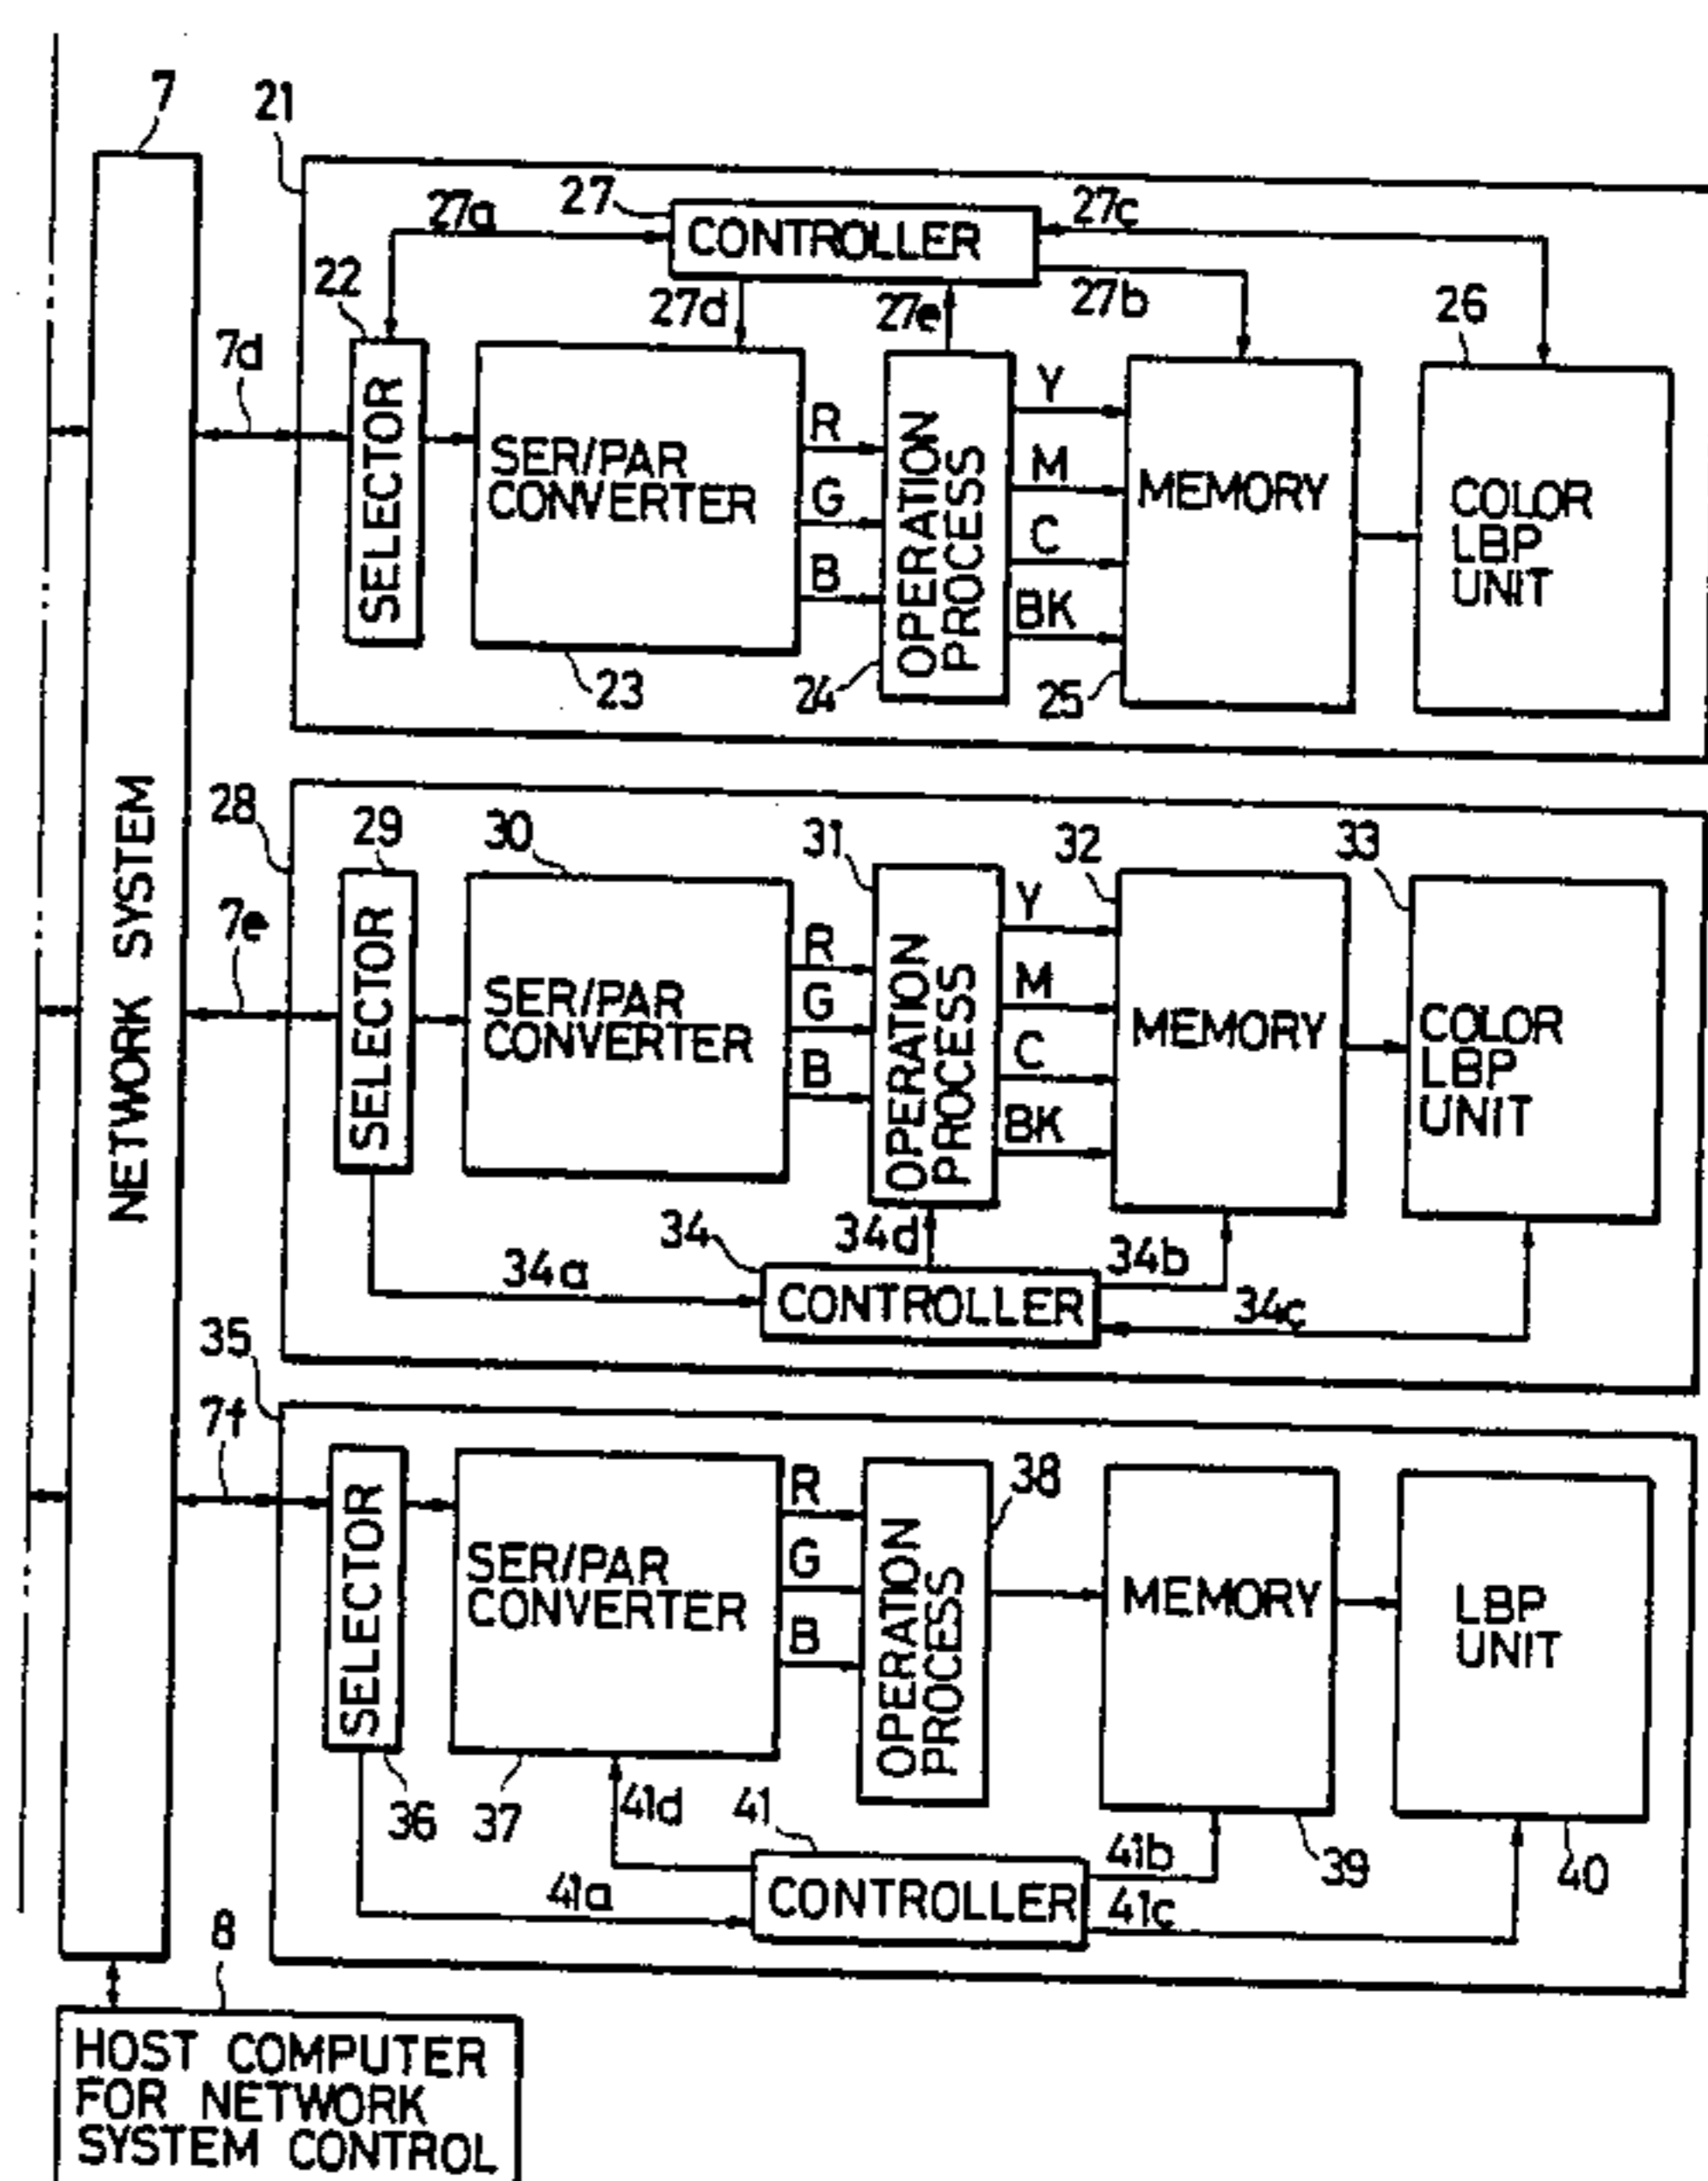 7
21
27a
27
CONTROLLER
27c
22
27d
27e
27b
26
7d
SELECTOR
SER/PAR
CONVERTER
R
G
B
OPERATION
PROCESS
Y
M
C
BK
MEMORY
COLOR
LBP
UNIT
23
24
25
NETWORK SYSTEM
28
29
30
31
32
33
7e
SELECTOR
SER/PAR
CONVERTER
R
G
B
OPERATION
PROCESS
Y
M
C
BK
MEMORY
COLOR
LBP
UNIT
34a
34
34d
CONTROLLER
34b
34c
35
7f
SELECTOR
SER/PAR
CONVERTER
R
G
B
OPERATION
PROCESS
38
MEMORY
LBP
UNIT
36
37
41d
41
41b
39
40
41a
CONTROLLER
41c
8
HOST COMPUTER
FOR NETWORK
SYSTEM CONTROL